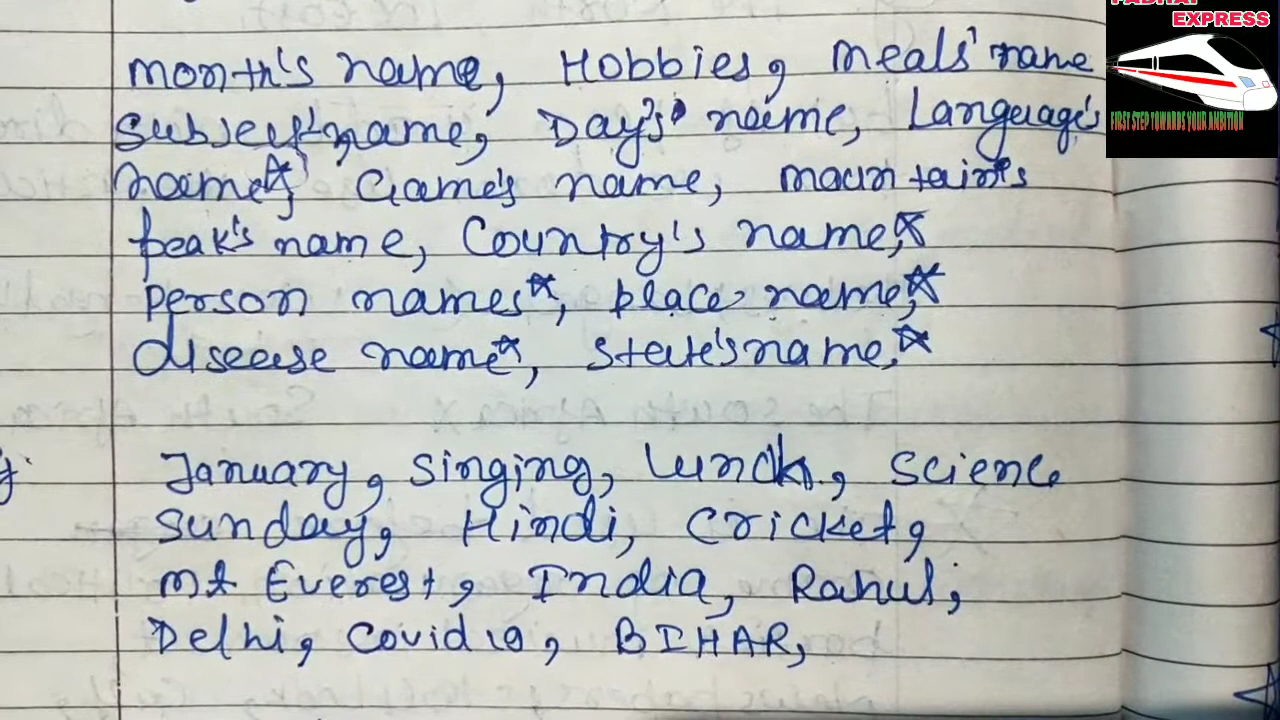 PADHAI
EXPRESS
FIRST STEP TOWARDS YOUR AMBITION
month's name, Hobbies, meals' name
Subject's name, Day's name, Language's
name, Game's name, mountain's
peak's name, Country's name,
person names, place name,
disease name, State's name,
January, Singing, Lunch, Science
Sunday, Hindi, Cricket,
Mt Everest, India, Rahul,
Delhi, Covid 19, BIHAR,